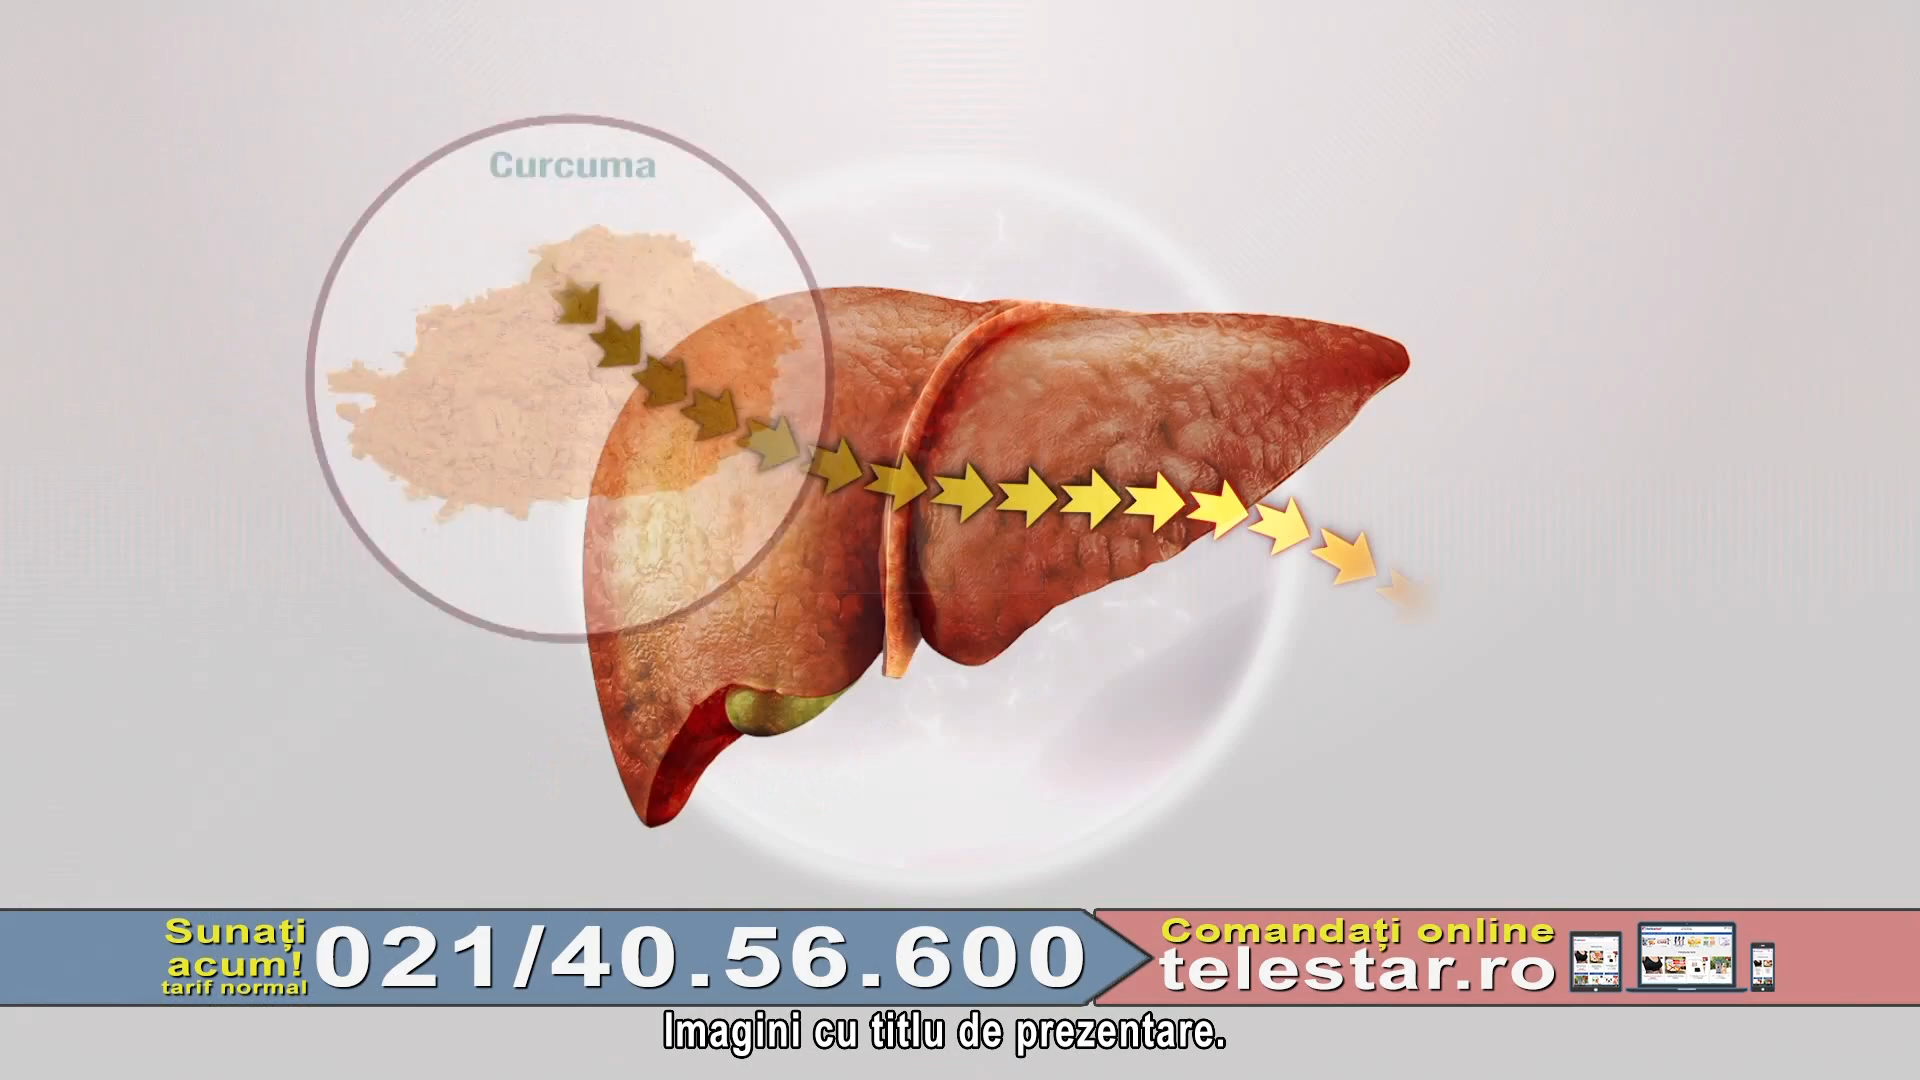 Curcuma
Sunați
acum!
tarif normal
021/40.56.600
Comandați online
telestar.ro
Imagini cu titlu de prezentare.